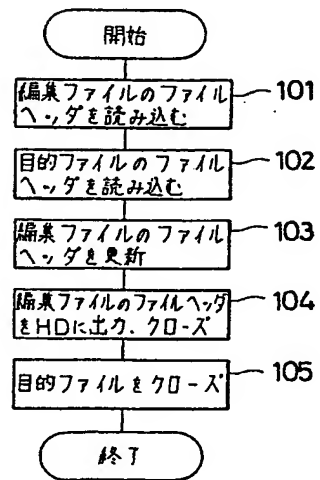 開始
編集ファイルのファイル
ヘッダを読み込む
101
目的ファイルのファイル
ヘッダを読み込む
102
編集ファイルのファイル
ヘッダを更新
103
編集ファイルのファイルヘッダ
をHDに出力、クローズ
104
目的ファイルをクローズ
105
終了